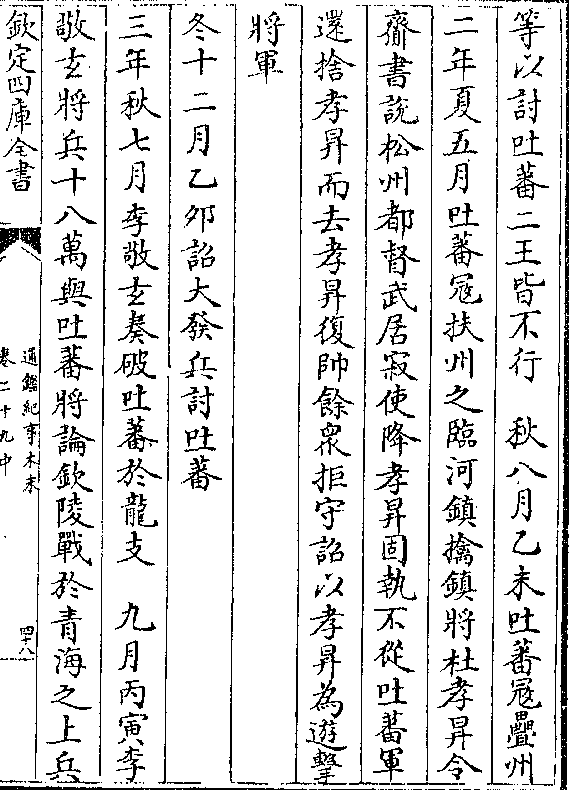 等以討吐蕃二王皆不行　秋八月乙未吐蕃冦疊州
二年夏五月吐蕃冦扶州之臨河鎮擒鎮將杜孝昇令
齎書說松州都督武居寂使降孝昇固執不從吐蕃軍
還捨孝昇而去孝昇復帥餘衆拒守詔以孝昇為遊擊
將軍
冬十二月乙卯詔大發兵討吐蕃
三年秋七月李敬玄奏破吐蕃於龍支　九月丙寅李
敬玄將兵十八萬與吐蕃將論欽陵戰於青海之上兵
欽定四庫全書
通鑑紀事本末
卷二十九中
四十八